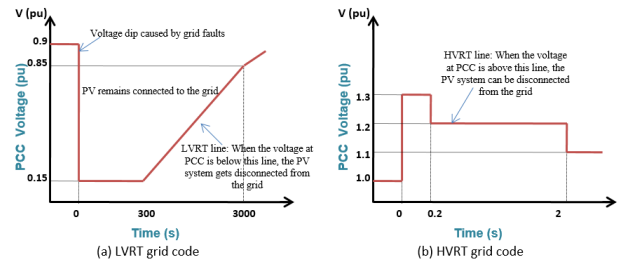 V (pu)
0.9
0.85
0.15
PCC Voltage (pu)
Voltage dip caused by grid faults
PV remains connected to the grid
LVRT line: When the voltage at
PCC is below this line, the PV
system gets disconnected from
the grid
0
300
3000
Time (s)
(a) LVRT grid code
V (pu)
1.3
1.2
1.1
1.0
PCC Voltage (pu)
HVRT line: When the voltage
at PCC is above this line, the
PV system can be disconnected
from the grid
0
0.2
2
Time (s)
(b) HVRT grid code